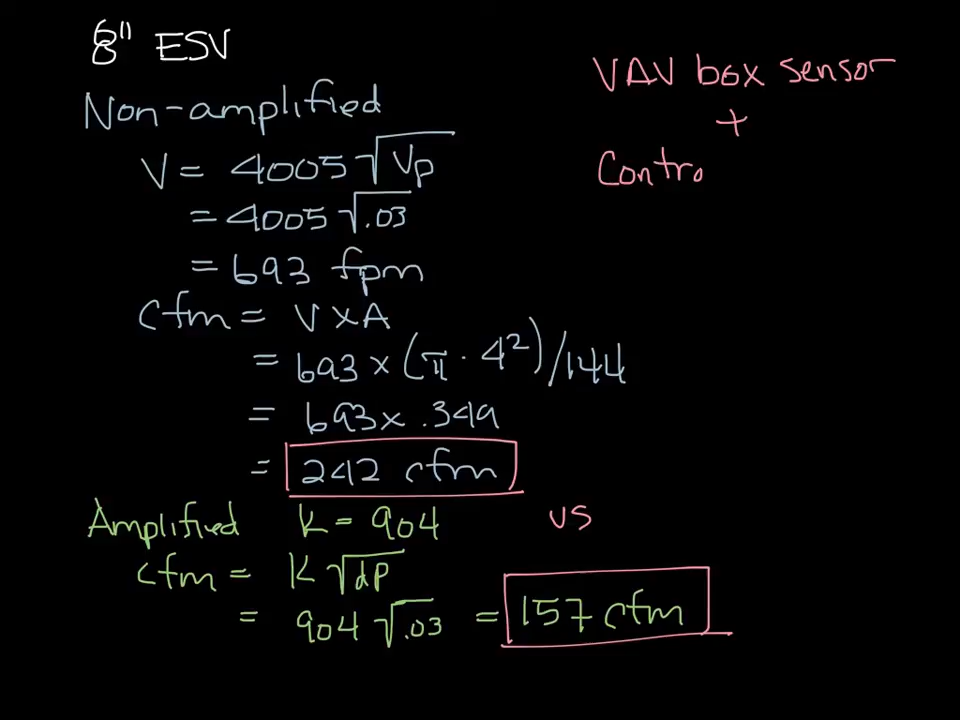 8" ESV
Non-amplified
V = 4005√Vp
= 4005√.03
= 693 fpm
Cfm = V x A
= 693 x (π · 4²)/144
= 693 x .349
= 242 cfm
Amplified K = 904 vs
Cfm = K √dp
= 904 √.03 = 157 cfm
VAV box sensor
+
Contro